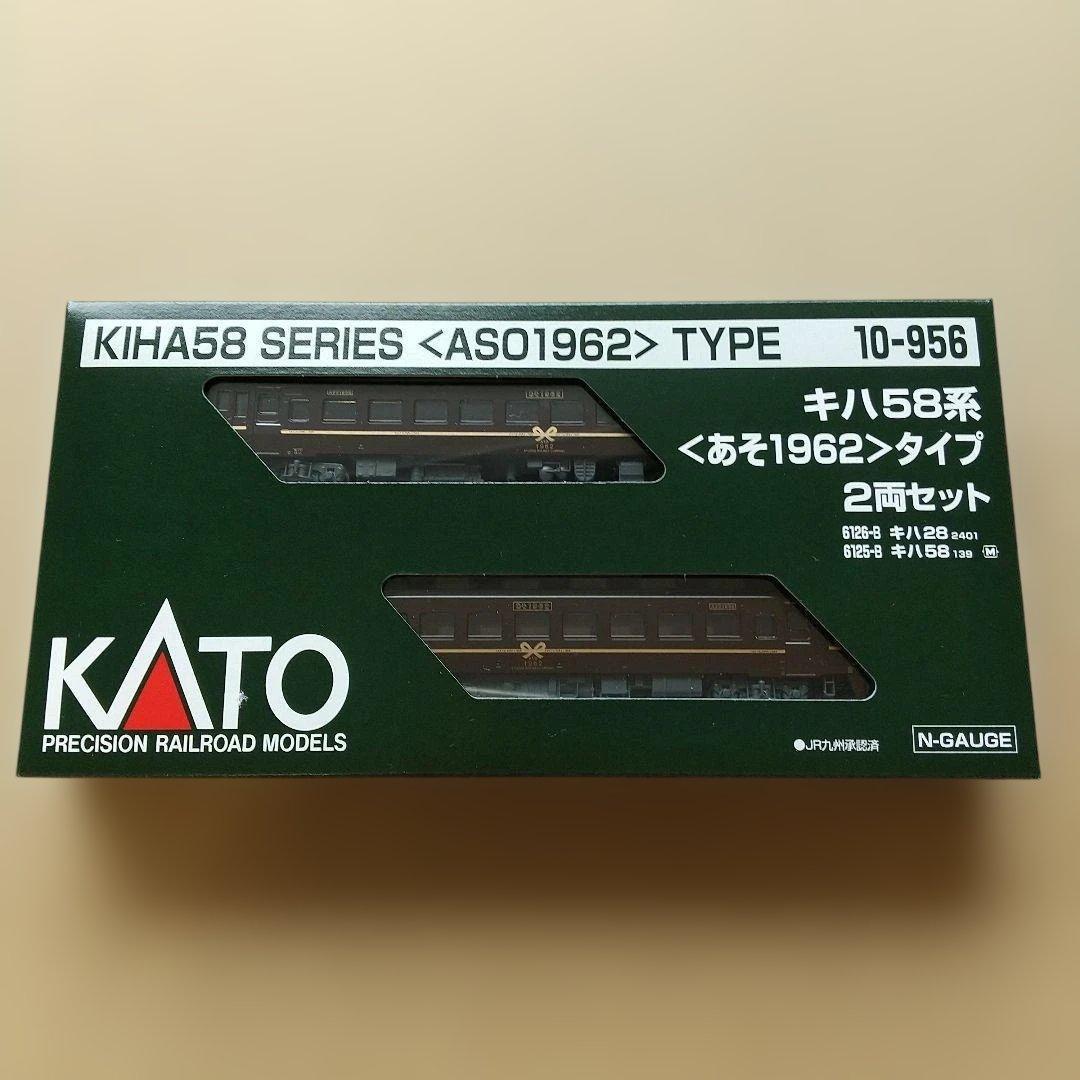 KIHA58 SERIES <ASO1962> TYPE 10-956
キハ58系
<あそ1962>タイプ
2両セット
6126-B キハ28 2401
6125-B キハ58 139 M
1962
1962
KATO
PRECISION RAILROAD MODELS
●JR九州承認済
N-GAUGE